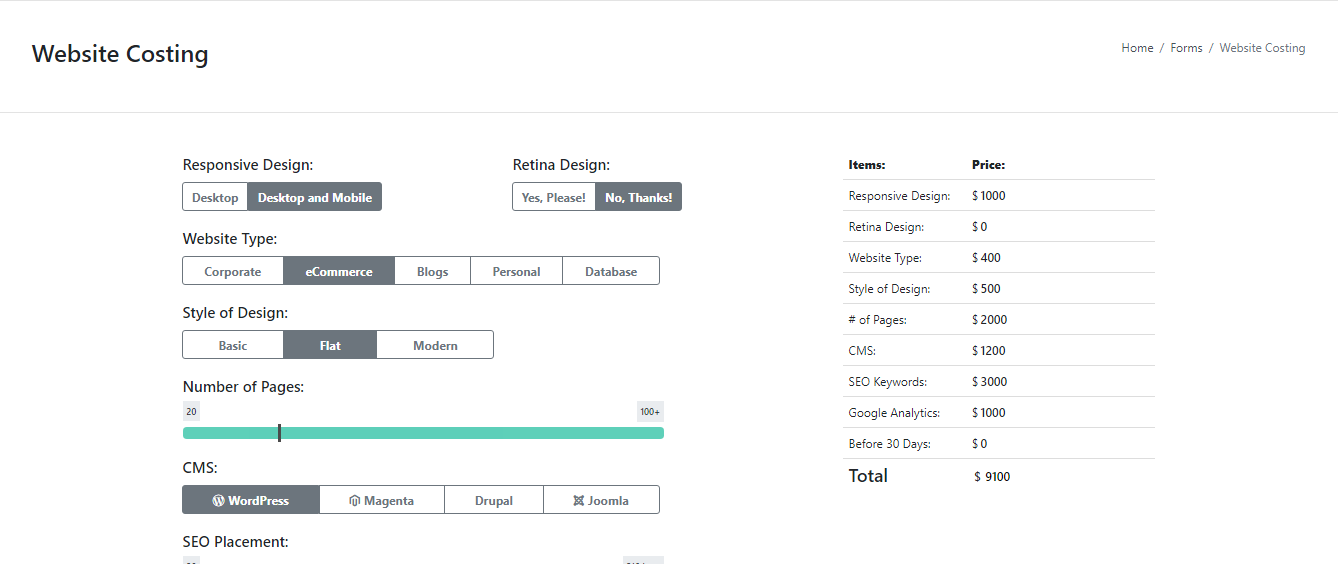 Website Costing
Home / Forms / Website Costing
Responsive Design:
Desktop Desktop and Mobile
Retina Design:
Yes, Please! No, Thanks!
Website Type:
Corporate eCommerce Blogs Personal Database
Style of Design:
Basic Flat Modern
Number of Pages:
20 100+
CMS:
WordPress Magenta Drupal Joomla
SEO Placement:
Items: Price:
Responsive Design: $ 1000
Retina Design: $ 0
Website Type: $ 400
Style of Design: $ 500
# of Pages: $ 2000
CMS: $ 1200
SEO Keywords: $ 3000
Google Analytics: $ 1000
Before 30 Days: $ 0
Total $ 9100